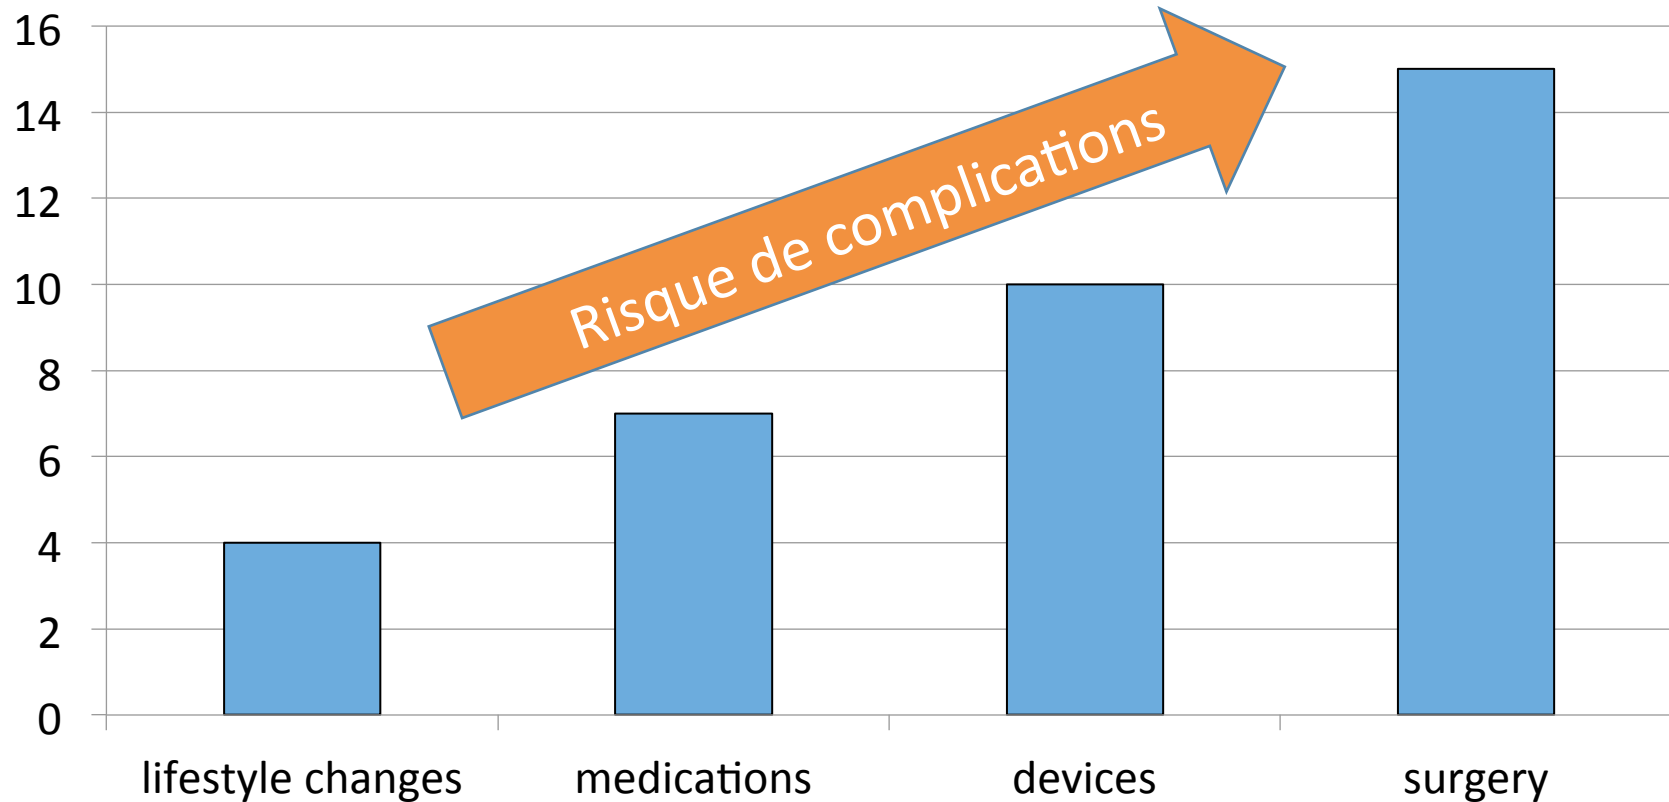 16
14
12
10
8
6
4
2
0
Risque de complications
lifestyle changes
medications
devices
surgery